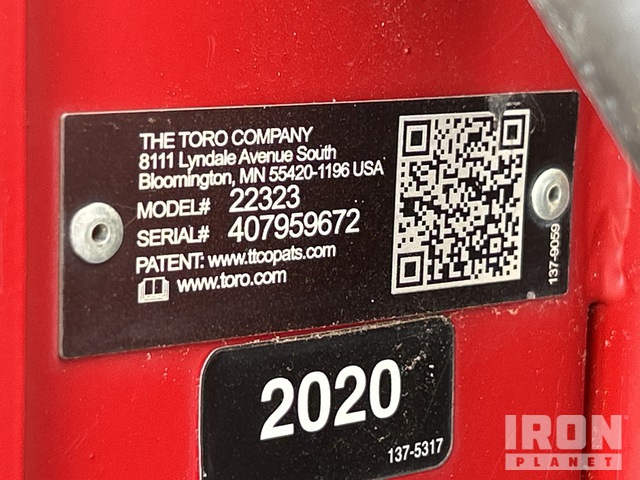 THE TORO COMPANY
8111 Lyndale Avenue South
Bloomington, MN 55420-1196 USA
MODEL# 22323
SERIAL# 407959672
PATENT: www.ttcopats.com
www.toro.com
137-9059
2020
137-5317
IRON
PLANET